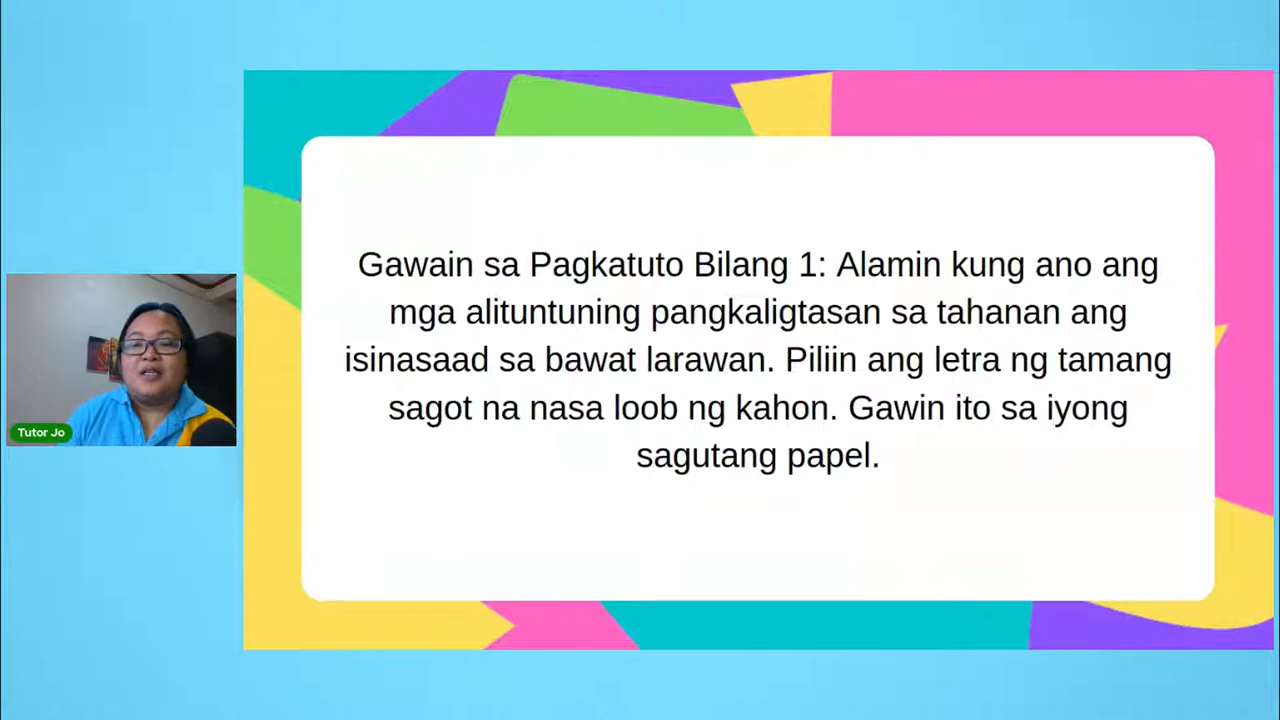 Gawain sa Pagkatuto Bilang 1: Alamin kung ano ang
mga alituntuning pangkaligtasan sa tahanan ang
isinasaad sa bawat larawan. Piliin ang letra ng tamang
sagot na nasa loob ng kahon. Gawin ito sa iyong
sagutang papel.
Tutor Jo